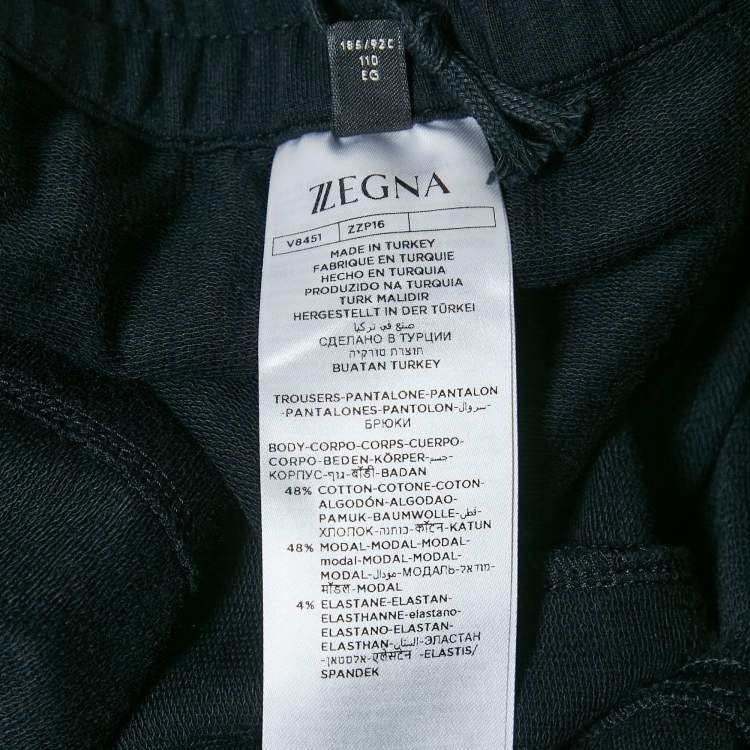 185/92C
110
EG
ZZEGNA
V8451 ZZP16
MADE IN TURKEY
FABRIQUE EN TURQUIE
HECHO EN TURQUIA
PRODUZIDO NA TURQUIA
TURK MALIDIR
HERGESTELLT IN DER TÜRKEI
صنع في تركيا
СДЕЛАНО В ТУРЦИИ
תוצרת טורקיה
BUATAN TURKEY
TROUSERS-PANTALONE-PANTALON
-PANTALONES-PANTOLON-سروال-
БРЮКИ
BODY-CORPO-CORPS-CUERPO-
CORPO-BEDEN-KÖRPER-جسم-
КОРПУС-גוף-बॉडी-BADAN
48% COTTON-COTONE-COTON-
ALGODÓN-ALGODAO-
PAMUK-BAUMWOLLE-قطن-
ХЛОПОК-כותנה-कॉटन-KATUN
48% MODAL-MODAL-MODAL-
modal-MODAL-MODAL-
MODAL-مودال-МОДАЛЬ-מודאל-
मॉडल-MODAL
4% ELASTANE-ELASTAN-
ELASTHANNE-elastano-
ELASTANO-ELASTAN-
ELASTHAN-الستان-ЭЛАСТАН
-אלסטאן-एलेस्टेन -ELASTIS/
SPANDEK